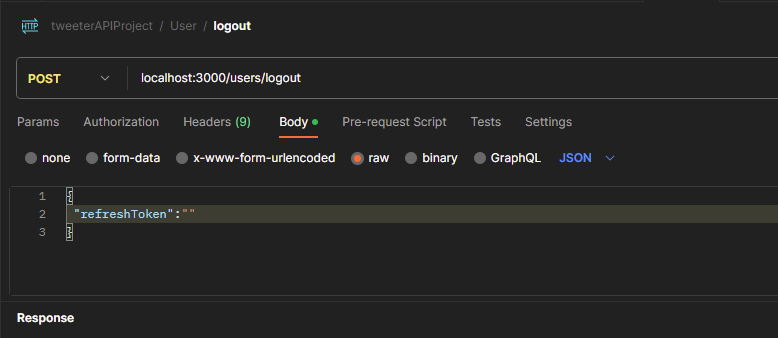 HTTP tweeterAPIProject / User / logout
POST localhost:3000/users/logout
Params Authorization Headers (9) Body Pre-request Script Tests Settings
none form-data x-www-form-urlencoded raw binary GraphQL JSON
1 {
2 "refreshToken":""
3 }
Response